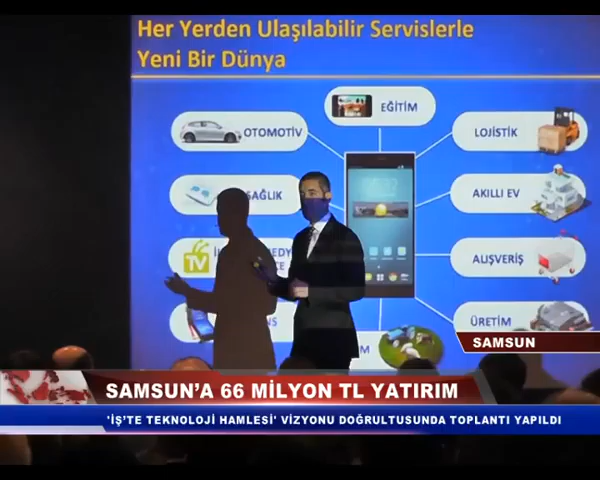 Her Yerden Ulaşılabilir Servislerle
Yeni Bir Dünya
EĞİTİM
OTOMOTİV
LOJİSTİK
SAĞLIK
AKILLI EV
TV
ALIŞVERİŞ
ÜRETİM
SAMSUN
SAMSUN'A 66 MİLYON TL YATIRIM
'İŞ'TE TEKNOLOJİ HAMLESİ' VİZYONU DOĞRULTUSUNDA TOPLANTI YAPILDI